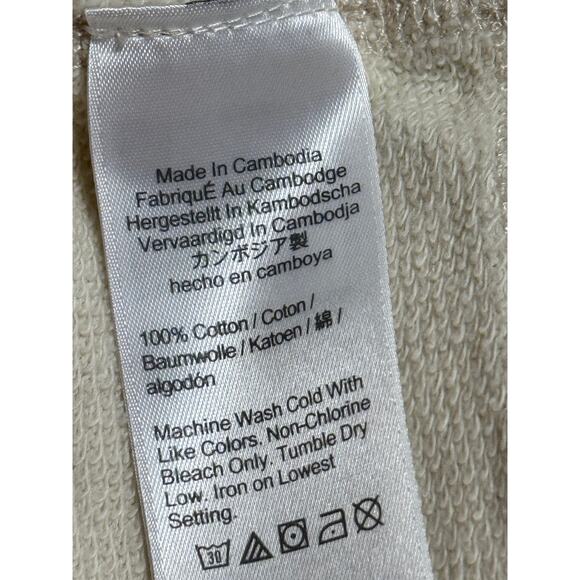 Made In Cambodia
FabriquÉ Au Cambodge
Hergestellt In Kambodscha
Vervaardigd In Cambodja
カンボジア製
hecho en camboya
100% Cotton / Coton /
Baumwolle / Katoen / 綿 /
algodón
Machine Wash Cold With
Like Colors. Non-Chlorine
Bleach Only. Tumble Dry
Low. Iron on Lowest
Setting.
30